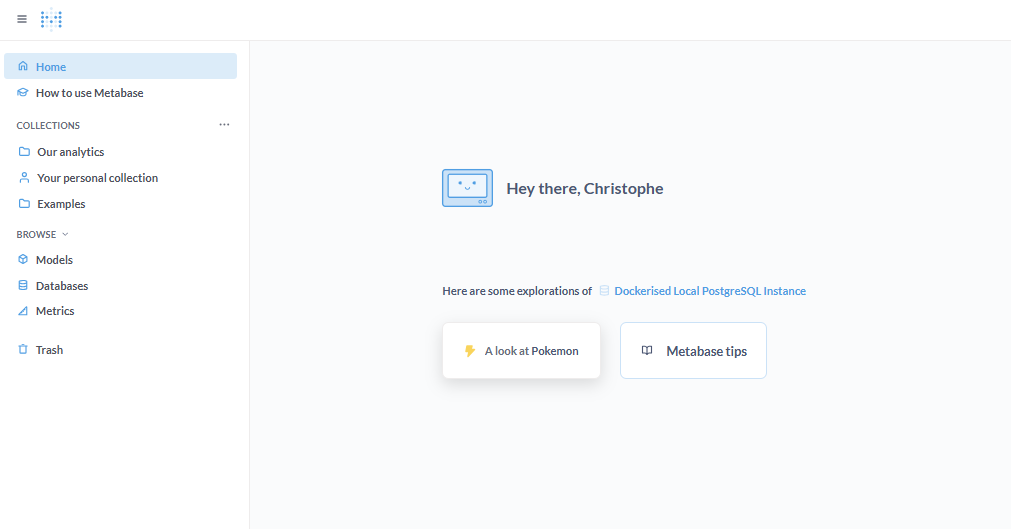 Home
How to use Metabase
COLLECTIONS
Our analytics
Your personal collection
Examples
BROWSE
Models
Databases
Metrics
Trash
Hey there, Christophe
Here are some explorations of Dockerised Local PostgreSQL Instance
A look at Pokemon
Metabase tips